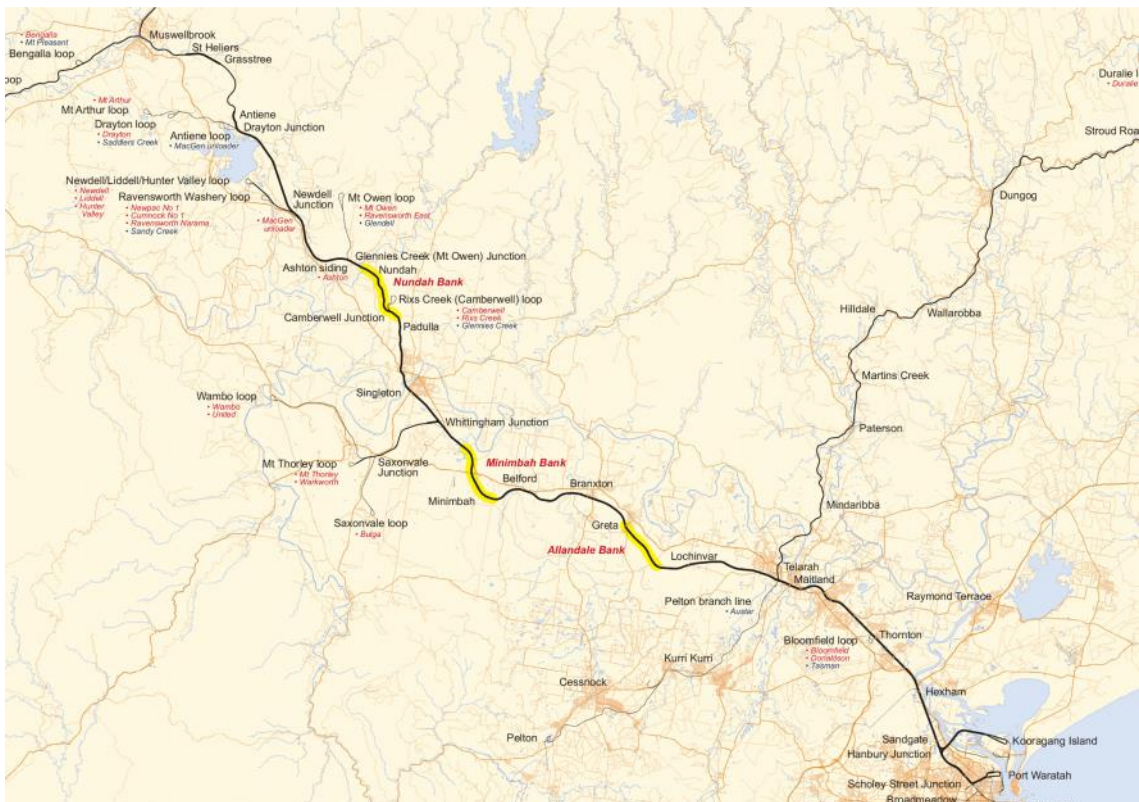 • Bengalla
• Mt Pleasant
Muswellbrook
Bengalla loop
St Heliers
Grasstree
oop
Duralie l
• Duralie
• Mt Arthur
Mt Arthur loop
Drayton loop
• Drayton
• Saddlers Creek
Antiene
Drayton Junction
Antiene loop
• MacGen unloader
Stroud Roa
Newdell/Liddell/Hunter Valley loop
• Newdell
• Liddell
• Hunter
Valley
Ravensworth Washery loop
• Newpac No 1
• Cumnock No 1
• Ravensworth Narama
• Sandy Creek
Newdell
Junction
• MacGen
unloader
Mt Owen loop
• Mt Owen
• Ravensworth East
• Glendell
Dungog
Glennies Creek (Mt Owen) Junction
Ashton siding
• Ashton
Nundah
Nundah Bank
Rixs Creek (Camberwell) loop
• Camberwell
• Rixs Creek
• Glennies Creek
Camberwell Junction
Padulla
Hilldale
Wallarobba
Martins Creek
Singleton
Wambo loop
• Wambo
• United
Whittingham Junction
Paterson
Mt Thorley loop
• Mt Thorley
• Warkworth
Saxonvale
Junction
Minimbah Bank
Belford
Branxton
Minimbah
Mindaribba
Saxonvale loop
• Bulga
Greta
Allandale Bank
Lochinvar
Telarah
Maitland
Raymond Terrace
Pelton branch line
• Austar
Thornton
Bloomfield loop
• Bloomfield
• Donaldson
• Tasman
Kurri Kurri
Cessnock
Hexham
Pelton
Sandgate
Hanbury Junction
Kooragang Island
Scholey Street Junction
Port Waratah
Broadmeadow